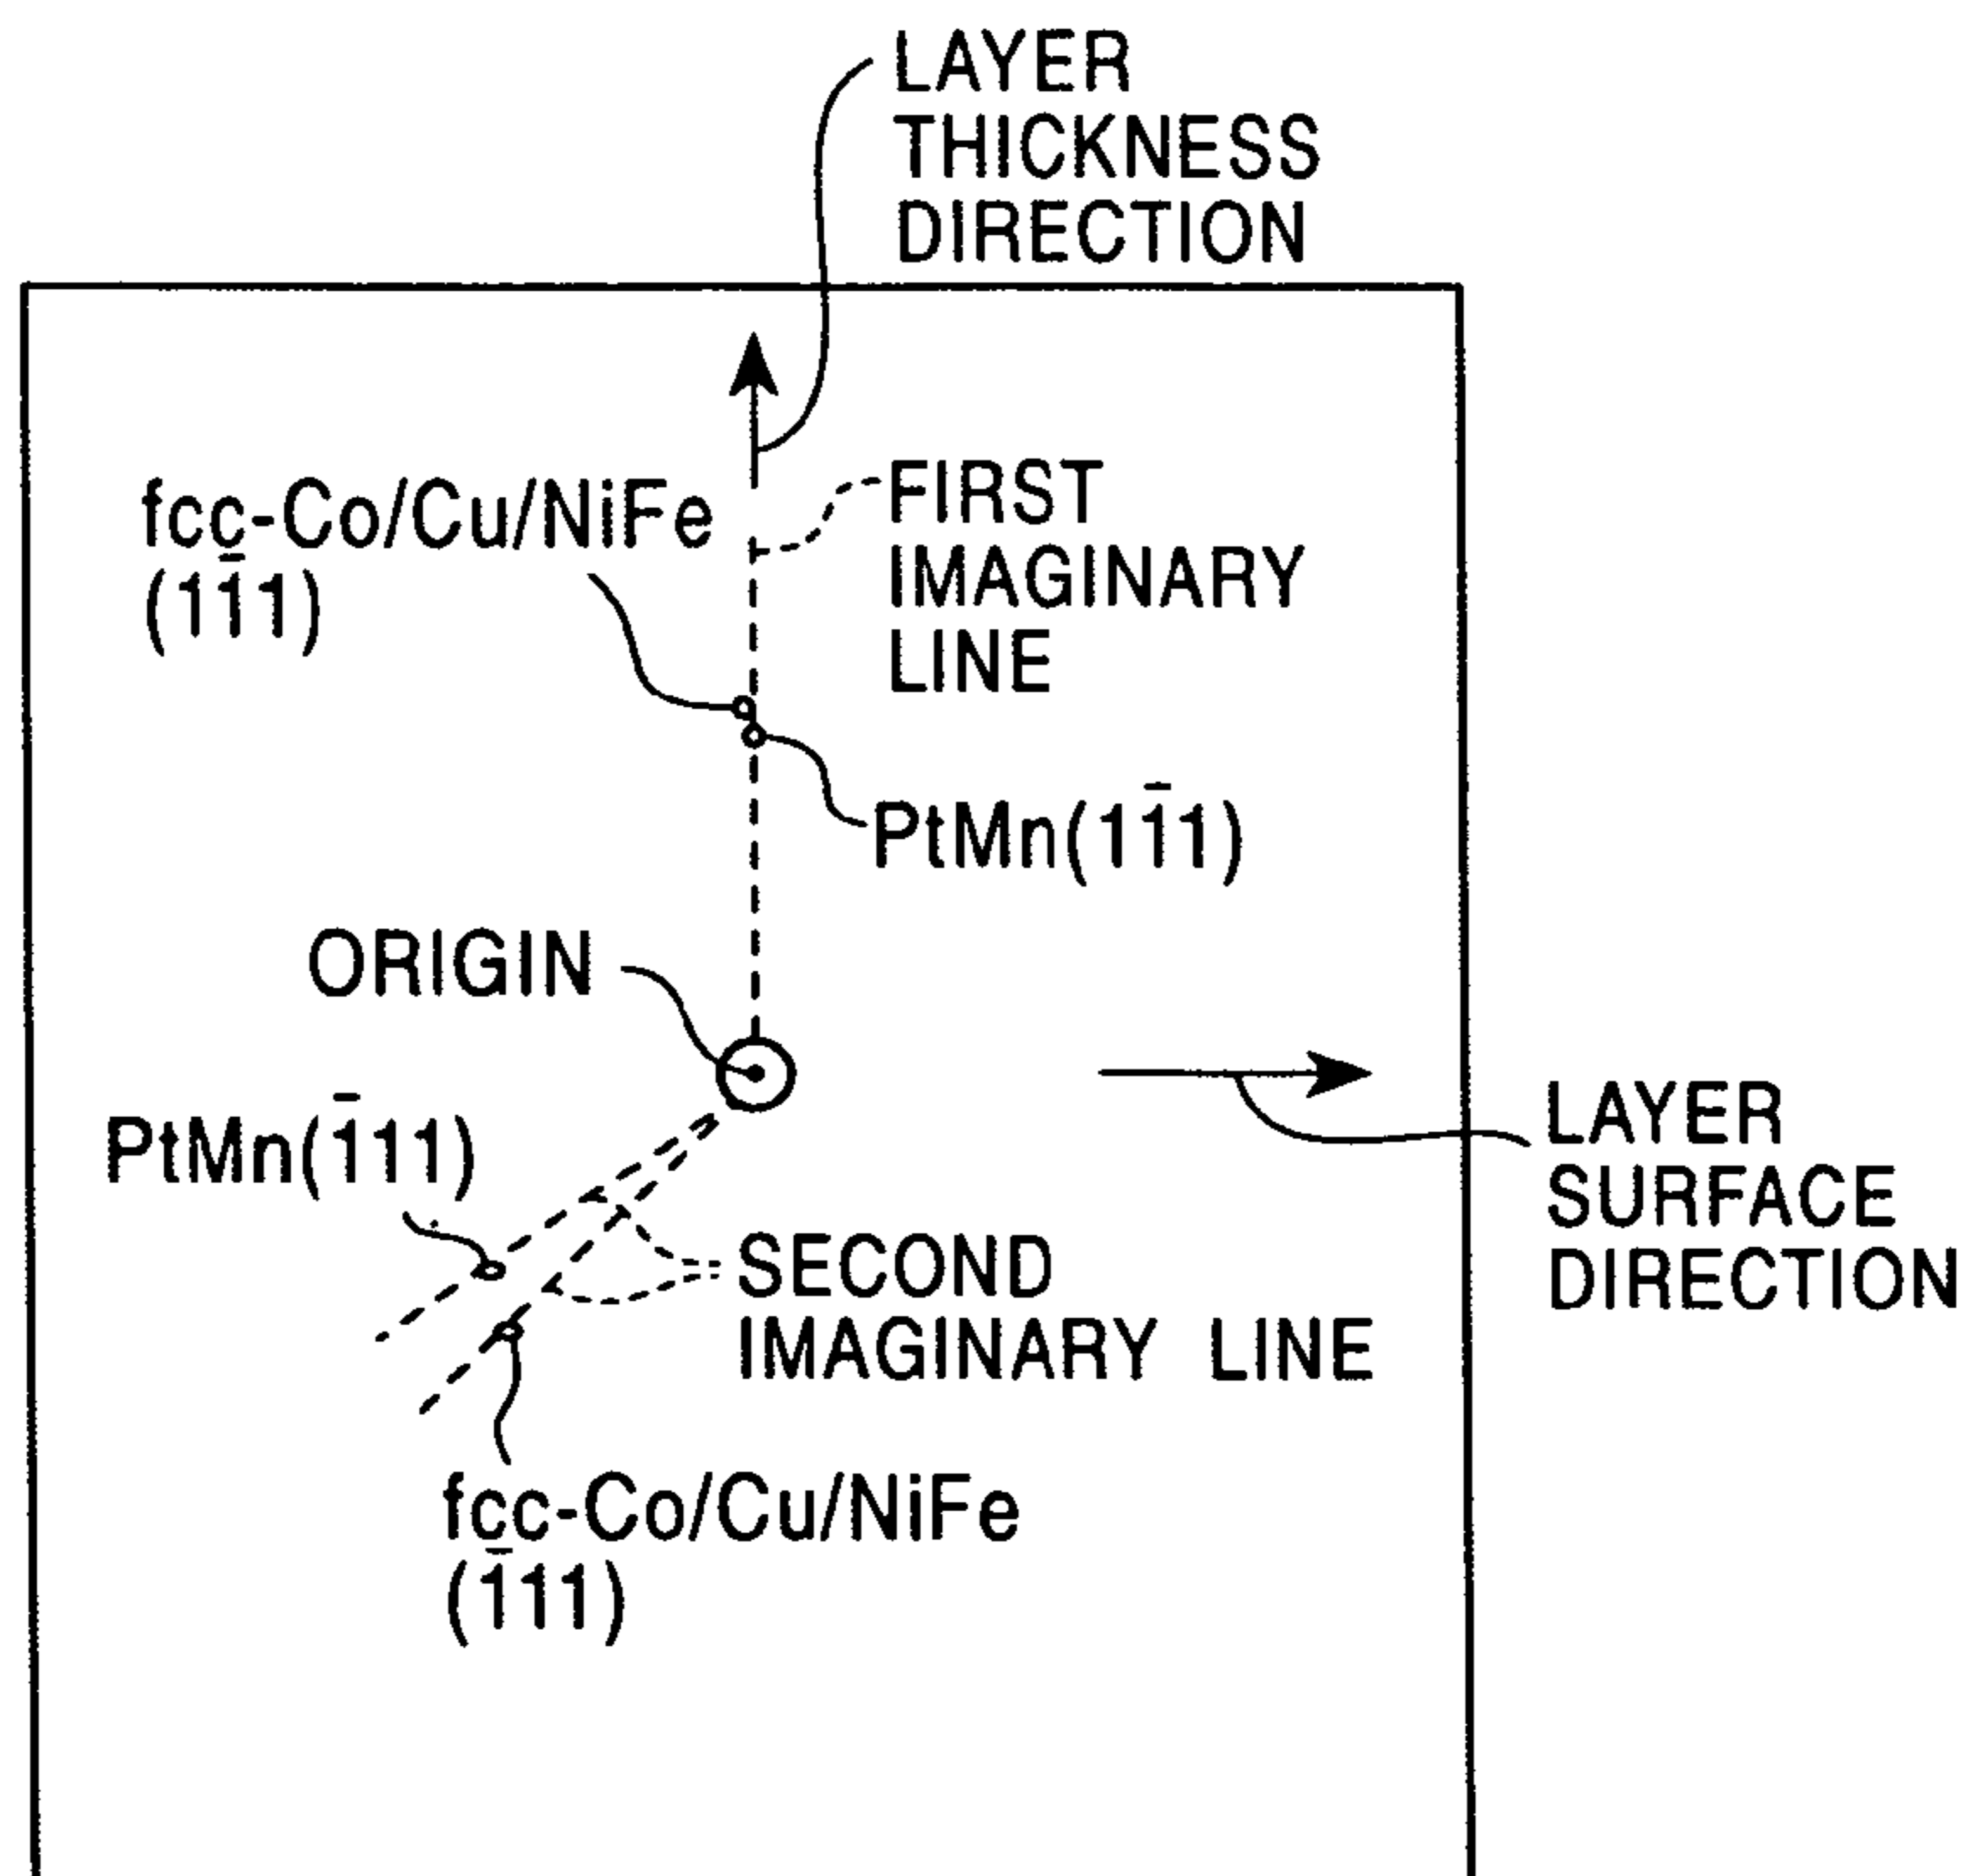 LAYER
THICKNESS
DIRECTION
fcc-Co/Cu/NiFe
(11̅1)
FIRST
IMAGINARY
LINE
PtMn(11̅1)
ORIGIN
PtMn(1̅11)
LAYER
SURFACE
DIRECTION
SECOND
IMAGINARY LINE
fcc-Co/Cu/NiFe
(1̅11)